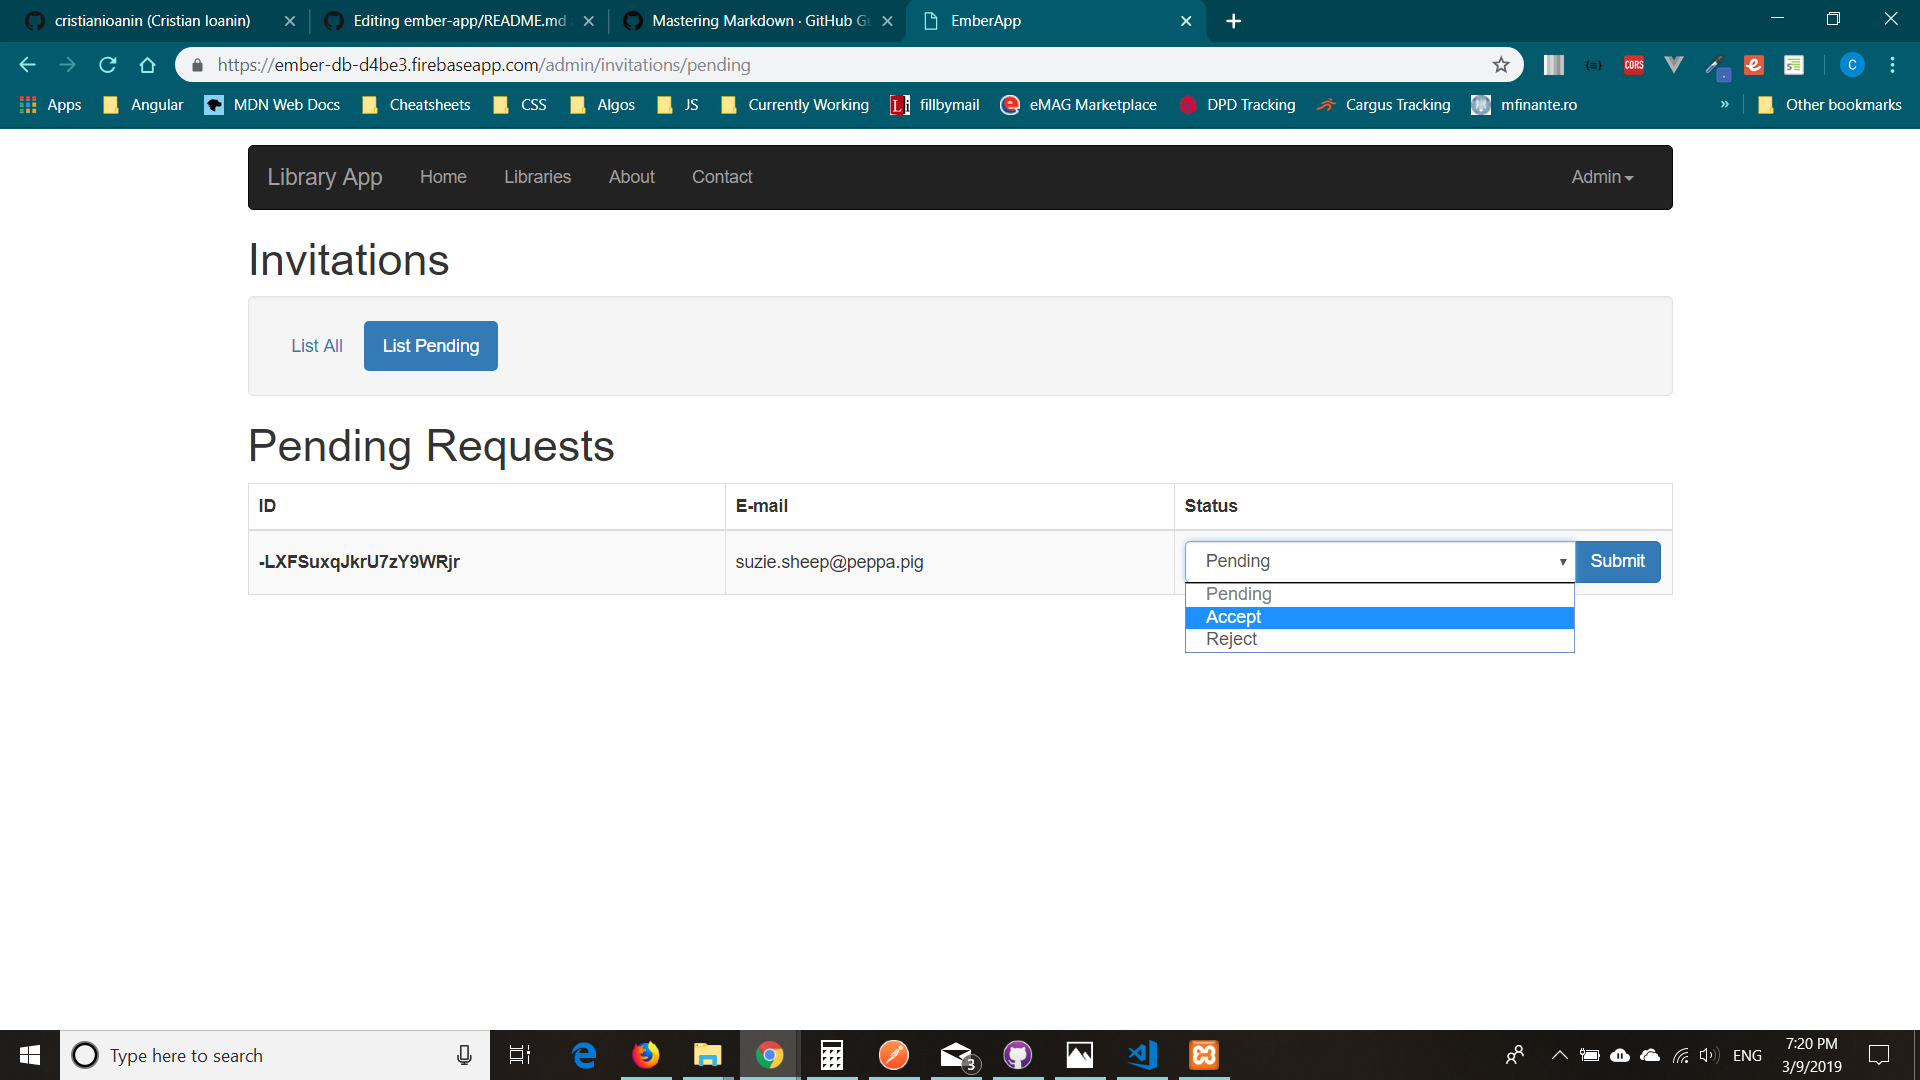 cristianioanin (Cristian Ioanin)
Editing ember-app/README.md
Mastering Markdown · GitHub Gu
EmberApp
https://ember-db-d4be3.firebaseapp.com/admin/invitations/pending
CORS
C
Apps
Angular
MDN Web Docs
Cheatsheets
CSS
Algos
JS
Currently Working
fillbymail
eMAG Marketplace
DPD Tracking
Cargus Tracking
mfinante.ro
»
Other bookmarks
Library App
Home
Libraries
About
Contact
Admin
Invitations
List All
List Pending
Pending Requests
ID
E-mail
Status
-LXFSuxqJkrU7zY9WRjr
suzie.sheep@peppa.pig
Pending
Submit
Pending
Accept
Reject
Type here to search
3
ENG
7:20 PM
3/9/2019